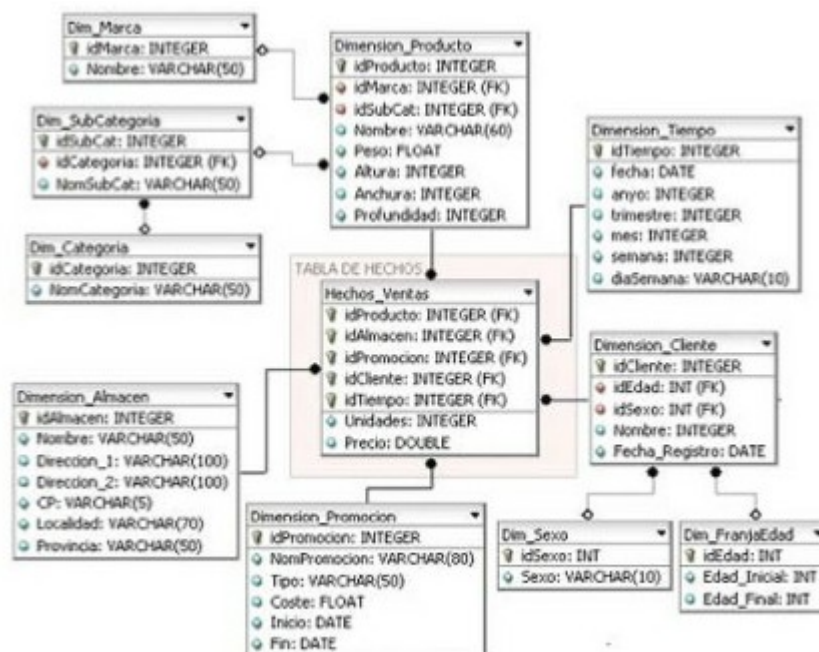 Dim_Marca
idMarca: INTEGER
Nombre: VARCHAR(50)
Dimension_Producto
idProducto: INTEGER
idMarca: INTEGER (FK)
idSubCat: INTEGER (FK)
Nombre: VARCHAR(60)
Peso: FLOAT
Altura: INTEGER
Anchura: INTEGER
Profundidad: INTEGER
Dim_SubCategoria
idSubCat: INTEGER
idCategoria: INTEGER (FK)
NomSubCat: VARCHAR(50)
Dimension_Tiempo
idTiempo: INTEGER
fecha: DATE
anyo: INTEGER
trimestre: INTEGER
mes: INTEGER
semana: INTEGER
diaSemana: VARCHAR(10)
Dim_Categoria
idCategoria: INTEGER
NomCategoria: VARCHAR(50)
TABLA DE HECHOS
Hechos_Ventas
idProducto: INTEGER (FK)
idAlmacen: INTEGER (FK)
idPromocion: INTEGER (FK)
idCliente: INTEGER (FK)
idTiempo: INTEGER (FK)
Unidades: INTEGER
Precio: DOUBLE
Dimension_Cliente
idCliente: INTEGER
idEdad: INT (FK)
idSexo: INT (FK)
Nombre: INTEGER
Fecha_Registro: DATE
Dimension_Almacen
idAlmacen: INTEGER
Nombre: VARCHAR(50)
Direccion_1: VARCHAR(100)
Direccion_2: VARCHAR(100)
CP: VARCHAR(5)
Localidad: VARCHAR(70)
Provincia: VARCHAR(50)
Dimension_Promocion
idPromocion: INTEGER
NomPromocion: VARCHAR(80)
Tipo: VARCHAR(50)
Coste: FLOAT
Inicio: DATE
Fin: DATE
Dim_Sexo
idSexo: INT
Sexo: VARCHAR(10)
Dim_FranjaEdad
idEdad: INT
Edad_Inicial: INT
Edad_Final: INT